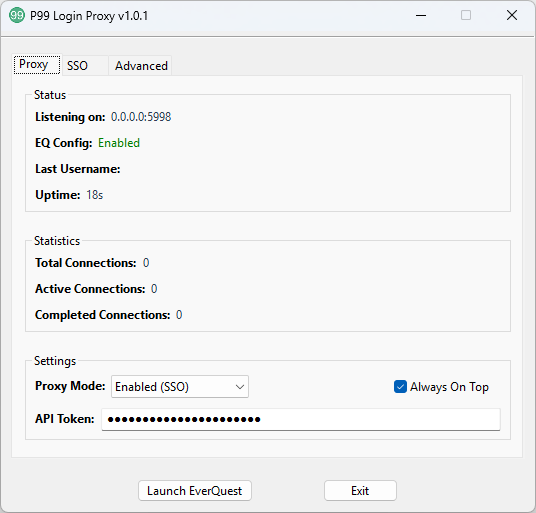 99 P99 Login Proxy v1.0.1
Proxy SSO Advanced
Status
Listening on: 0.0.0.0:5998
EQ Config: Enabled
Last Username:
Uptime: 18s
Statistics
Total Connections: 0
Active Connections: 0
Completed Connections: 0
Settings
Proxy Mode: Enabled (SSO) Always On Top
API Token: ●●●●●●●●●●●●●●●●●●●●●●
Launch EverQuest Exit